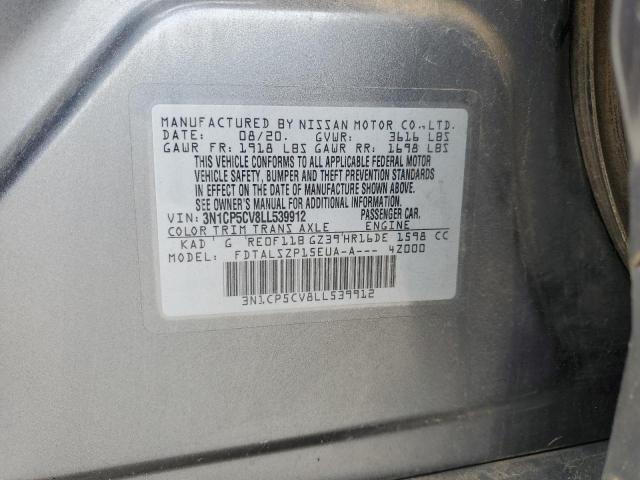 MANUFACTURED BY NISSAN MOTOR CO.,LTD.
DATE: 08/20. GVWR: 3616 LBS
GAWR FR: 1918 LBS GAWR RR: 1698 LBS
THIS VEHICLE CONFORMS TO ALL APPLICABLE FEDERAL MOTOR
VEHICLE SAFETY, BUMPER AND THEFT PREVENTION STANDARDS
IN EFFECT ON THE DATE OF MANUFACTURE SHOWN ABOVE.
SEE OWNER'S MANUAL FOR ADDITIONAL INFORMATION.
VIN: 3N1CP5CV8LL539912 PASSENGER CAR.
COLOR TRIM TRANS AXLE ENGINE
KAD G RE0F11B GZ39 HR16DE 1598 CC
MODEL: FDTALSZP15EUA-A--- 4Z000
3N1CP5CV8LL539912